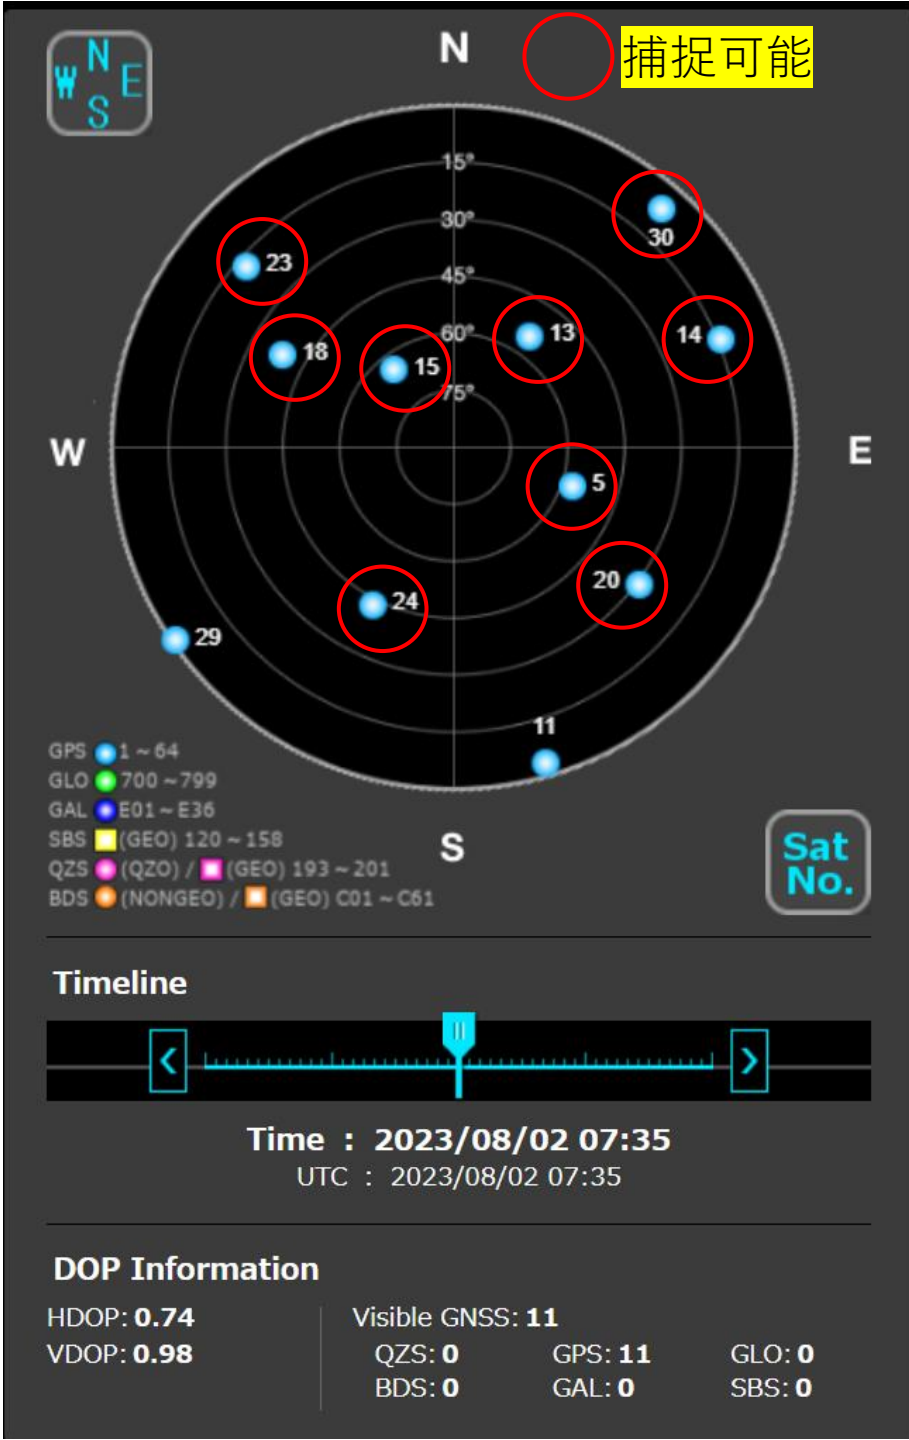 N
捕捉可能
N
W E
S
15°
30°
30
23
45°
60°
13
14
18
15
75°
W
E
5
20
24
29
11
GPS 1 ~ 64
GLO 700 ~ 799
GAL E01 ~ E36
SBS (GEO) 120 ~ 158
QZS (QZO) / (GEO) 193 ~ 201
BDS (NONGEO) / (GEO) C01 ~ C61
S
Sat
No.
Timeline
Time : 2023/08/02 07:35
UTC : 2023/08/02 07:35
DOP Information
HDOP: 0.74
VDOP: 0.98
Visible GNSS: 11
QZS: 0 GPS: 11 GLO: 0
BDS: 0 GAL: 0 SBS: 0